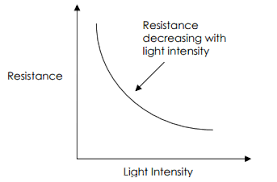 Resistance
decreasing with
light intensity
Resistance
Light Intensity